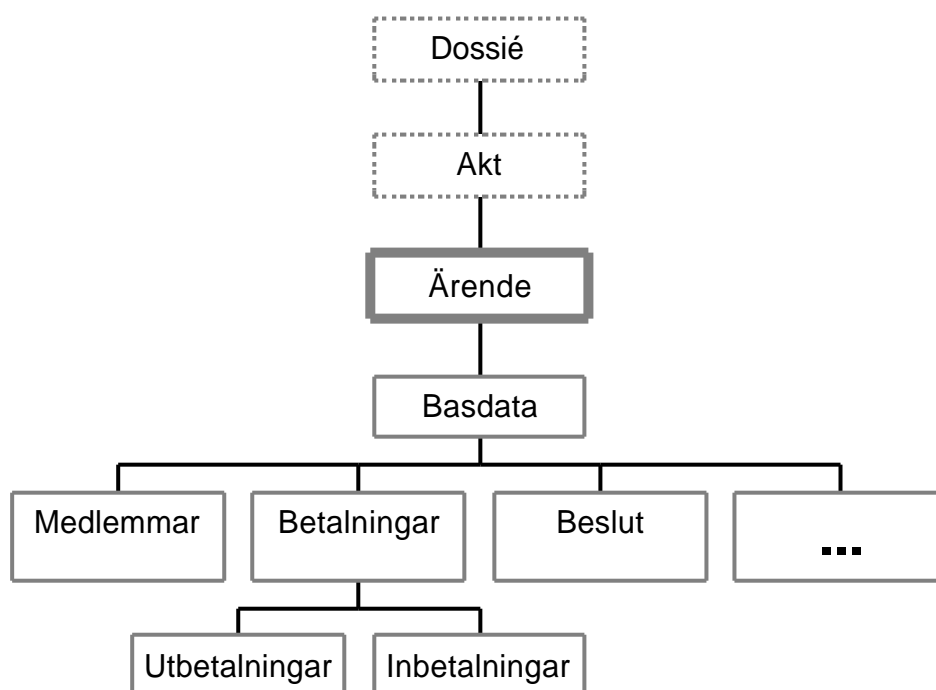 Dossié
Akt
Ärende
Basdata
Medlemmar
Betalningar
Beslut
...
Utbetalningar
Inbetalningar